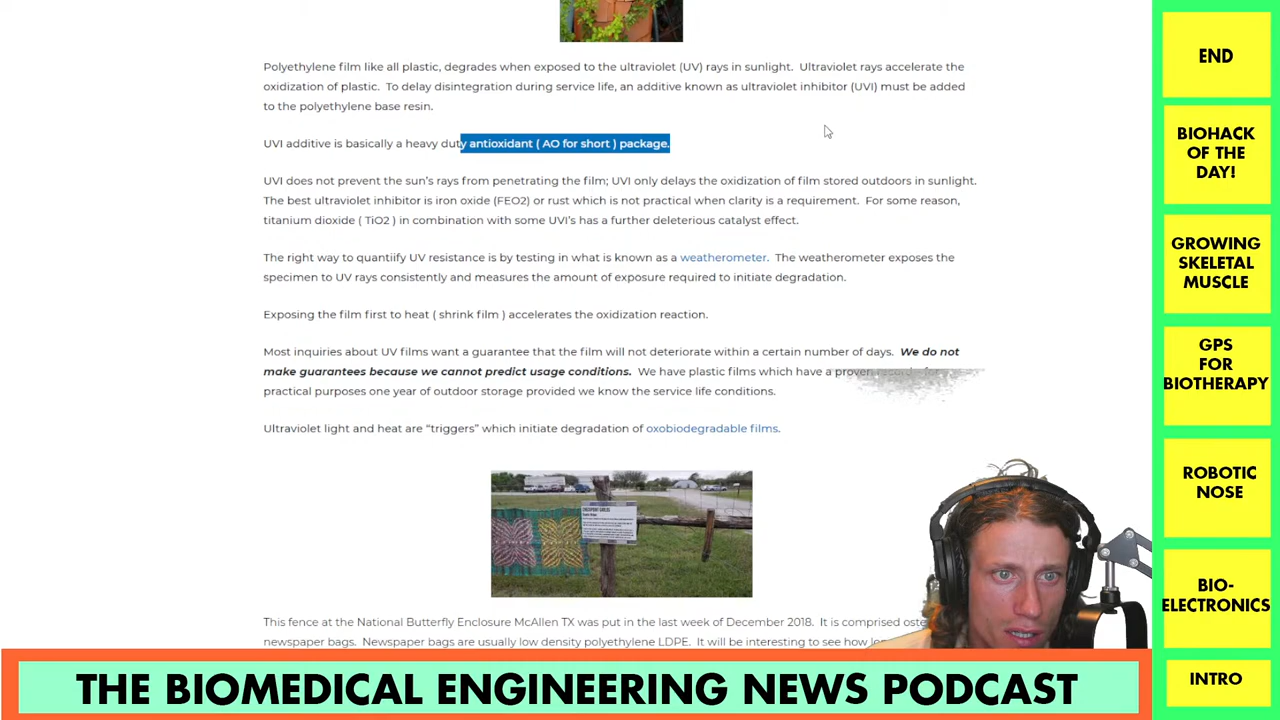 Polyethylene film like all plastic, degrades when exposed to the ultraviolet (UV) rays in sunlight. Ultraviolet rays accelerate the
oxidization of plastic. To delay disintegration during service life, an additive known as ultraviolet inhibitor (UVI) must be added
to the polyethylene base resin.
UVI additive is basically a heavy duty antioxidant ( AO for short ) package.
UVI does not prevent the sun's rays from penetrating the film; UVI only delays the oxidization of film stored outdoors in sunlight.
The best ultraviolet inhibitor is iron oxide (FEO2) or rust which is not practical when clarity is a requirement. For some reason,
titanium dioxide ( TiO2 ) in combination with some UVI's has a further deleterious catalyst effect.
The right way to quantiify UV resistance is by testing in what is known as a weatherometer. The weatherometer exposes the
specimen to UV rays consistently and measures the amount of exposure required to initiate degradation.
Exposing the film first to heat ( shrink film ) accelerates the oxidization reaction.
Most inquiries about UV films want a guarantee that the film will not deteriorate within a certain number of days. We do not
make guarantees because we cannot predict usage conditions. We have plastic films which have a proven
practical purposes one year of outdoor storage provided we know the service life conditions.
Ultraviolet light and heat are "triggers" which initiate degradation of oxobiodegradable films.
This fence at the National Butterfly Enclosure McAllen TX was put in the last week of December 2018. It is comprised
newspaper bags. Newspaper bags are usually low density polyethylene LDPE. It will be interesting to see how
THE BIOMEDICAL ENGINEERING NEWS PODCAST
END
BIOHACK
OF THE
DAY!
GROWING
SKELETAL
MUSCLE
GPS
FOR
BIOTHERAPY
ROBOTIC
NOSE
BIO-
ELECTRONICS
INTRO